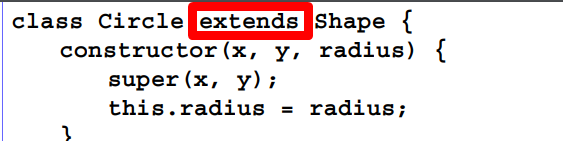 class Circle extends Shape {
constructor(x, y, radius) {
super(x, y);
this.radius = radius;
}